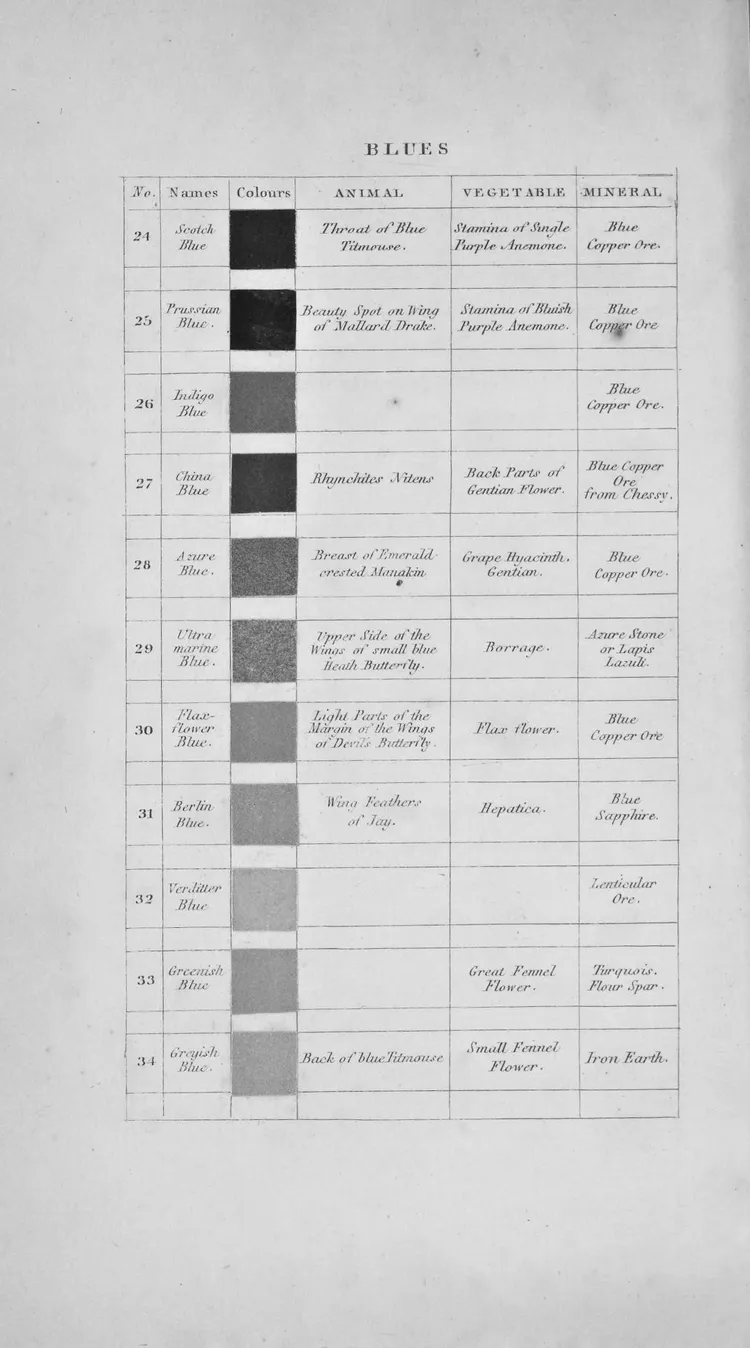 BLUES
No. Names Colours ANIMAL VEGETABLE MINERAL
24 Scotch Blue Throat of Blue Titmouse. Stamina of Single Purple Anemone. Blue Copper Ore.
25 Prussian Blue. Beauty Spot on Wing of Mallard Drake. Stamina of Bluish Purple Anemone. Blue Copper Ore
26 Indigo Blue Blue Copper Ore.
27 China Blue Rhynchites Nitens Back Parts of Gentian Flower. Blue Copper Ore from Chessy.
28 Azure Blue. Breast of Emerald-crested Manakin Grape Hyacinth. Gentian. Blue Copper Ore.
29 Ultra marine Blue. Upper Side of the Wings of small blue Heath Butterfly. Borrage. Azure Stone or Lapis Lazuli.
30 Flax-flower Blue. Light Parts of the Margin of the Wings of Devil's Butterfly. Flax flower. Blue Copper Ore
31 Berlin Blue. Wing Feathers of Jay. Hepatica. Blue Sapphire.
32 Verditter Blue Lenticular Ore.
33 Greenish Blue Great Fennel Flower. Turquois. Flour Spar.
34 Greyish Blue. Back of blue Titmouse Small Fennel Flower. Iron Earth.